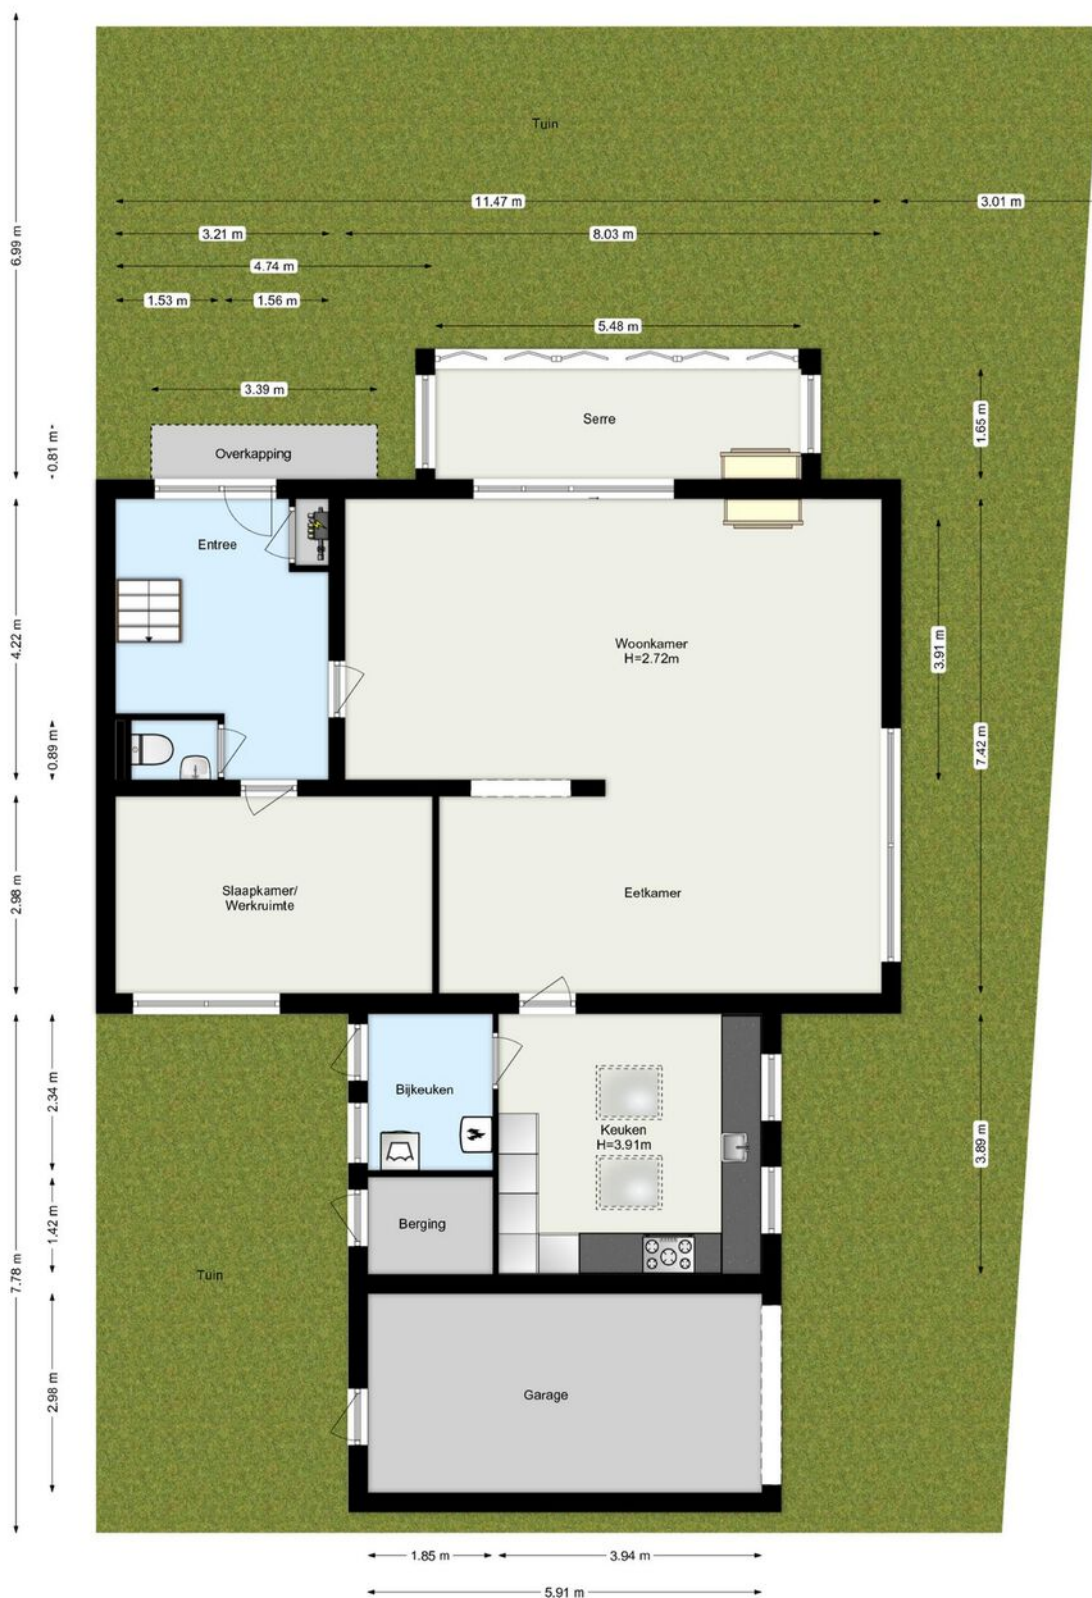 Tuin
11.47 m
3.01 m
3.21 m
8.03 m
4.74 m
1.53 m
1.56 m
5.48 m
3.39 m
6.99 m
Serre
1.65 m
0.81 m
Overkapping
Entree
Woonkamer
H=2.72m
4.22 m
3.91 m
0.89 m
7.42 m
Slaapkamer/
Werkruimte
Eetkamer
2.98 m
Bijkeuken
2.34 m
Keuken
H=3.91m
3.89 m
Berging
1.42 m
Tuin
7.78 m
Garage
2.98 m
1.85 m
3.94 m
5.91 m